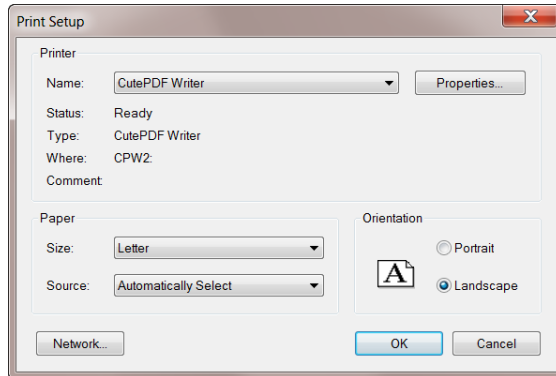 Print Setup
Printer
Name: CutePDF Writer Properties...
Status: Ready
Type: CutePDF Writer
Where: CPW2:
Comment:
Paper
Size: Letter
Source: Automatically Select
Orientation
A
Portrait
Landscape
Network... OK Cancel